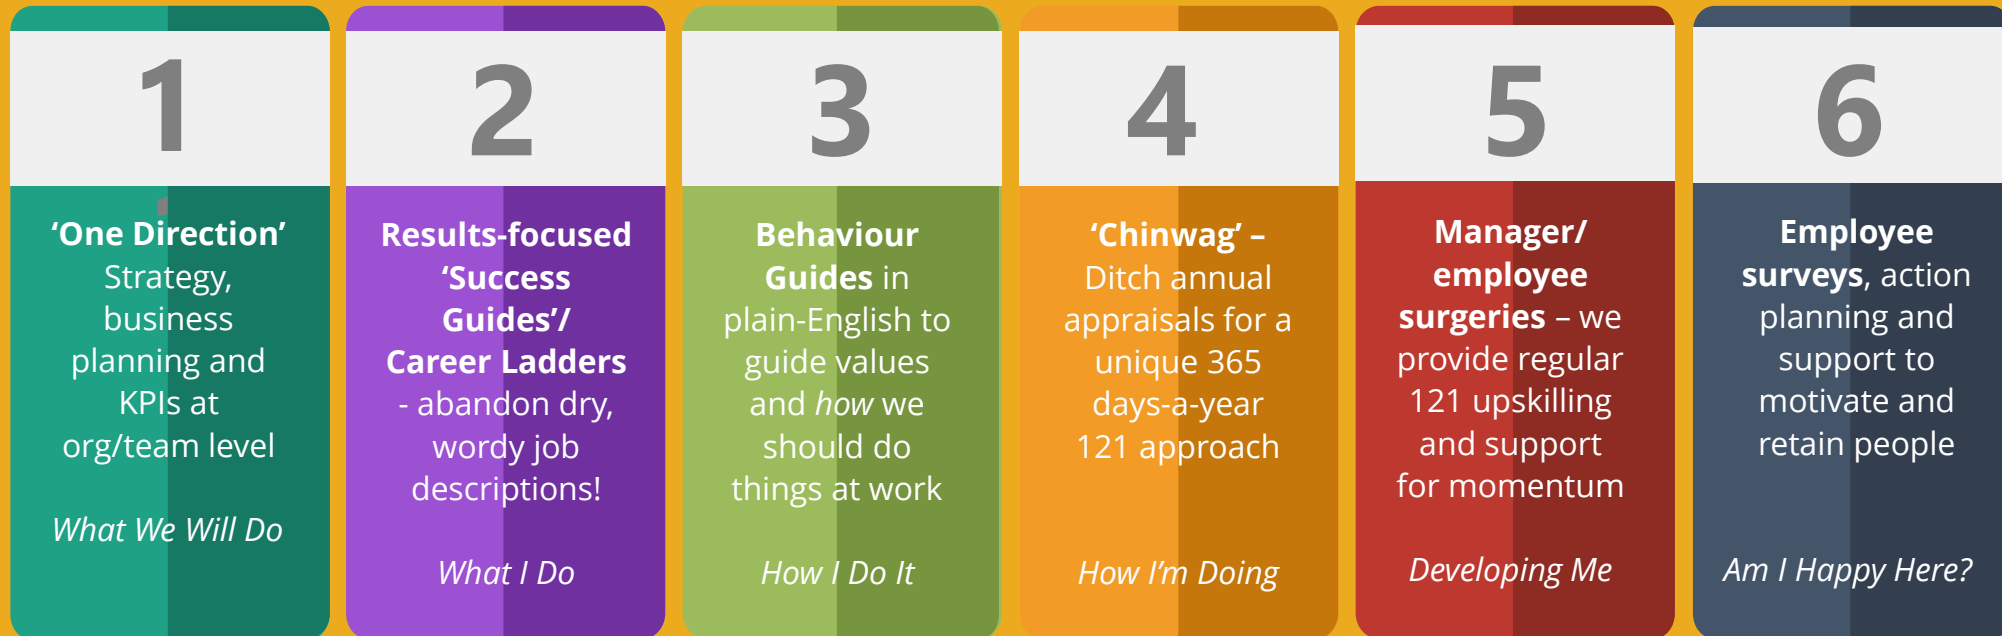 1
‘One Direction’
Strategy,
business
planning and
KPIs at
org/team level
What We Will Do
2
Results-focused
‘Success
Guides’/
Career Ladders
- abandon dry,
wordy job
descriptions!
What I Do
3
Behaviour
Guides in
plain-English to
guide values
and how we
should do
things at work
How I Do It
4
‘Chinwag’ –
Ditch annual
appraisals for a
unique 365
days-a-year
121 approach
How I’m Doing
5
Manager/
employee
surgeries – we
provide regular
121 upskilling
and support
for momentum
Developing Me
6
Employee
surveys, action
planning and
support to
motivate and
retain people
Am I Happy Here?